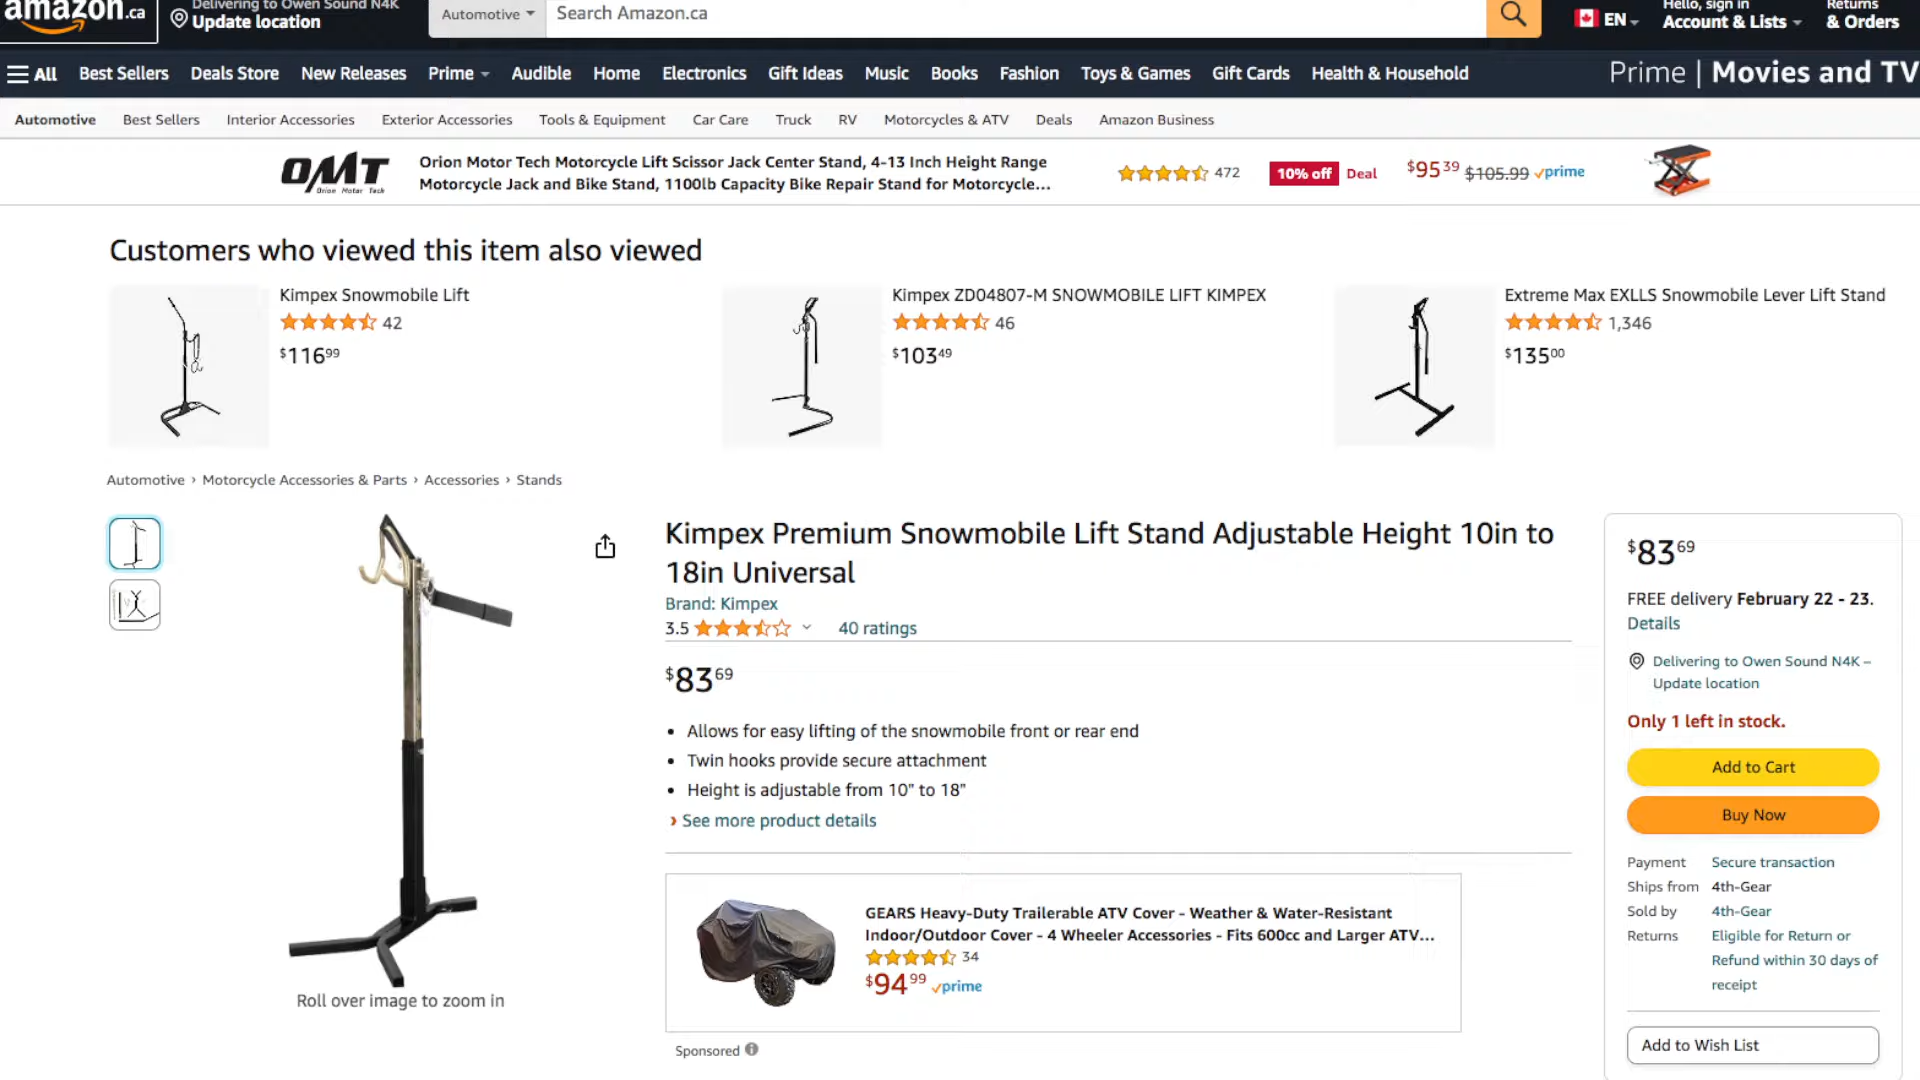 amazon.ca
Delivering to Owen Sound N4K
Update location
Automotive
Search Amazon.ca
EN
Hello, sign in
Account & Lists
Returns
& Orders
All
Best Sellers
Deals Store
New Releases
Prime
Audible
Home
Electronics
Gift Ideas
Music
Books
Fashion
Toys & Games
Gift Cards
Health & Household
Prime | Movies and TV
Automotive
Best Sellers
Interior Accessories
Exterior Accessories
Tools & Equipment
Car Care
Truck
RV
Motorcycles & ATV
Deals
Amazon Business
OMT
Orion Motor Tech
Orion Motor Tech Motorcycle Lift Scissor Jack Center Stand, 4-13 Inch Height Range
Motorcycle Jack and Bike Stand, 1100lb Capacity Bike Repair Stand for Motorcycle...
472
10% off Deal
$95 39 $105.99 prime
Customers who viewed this item also viewed
Kimpex Snowmobile Lift
42
$116 99
Kimpex ZD04807-M SNOWMOBILE LIFT KIMPEX
46
$103 49
Extreme Max EXLLS Snowmobile Lever Lift Stand
1,346
$135 00
Automotive › Motorcycle Accessories & Parts › Accessories › Stands
Roll over image to zoom in
Kimpex Premium Snowmobile Lift Stand Adjustable Height 10in to
18in Universal
Brand: Kimpex
3.5 40 ratings
$83 69
• Allows for easy lifting of the snowmobile front or rear end
• Twin hooks provide secure attachment
• Height is adjustable from 10" to 18"
› See more product details
GEARS Heavy-Duty Trailerable ATV Cover - Weather & Water-Resistant
Indoor/Outdoor Cover - 4 Wheeler Accessories - Fits 600cc and Larger ATV...
34
$94 99 prime
Sponsored
$83 69
FREE delivery February 22 - 23.
Details
Delivering to Owen Sound N4K –
Update location
Only 1 left in stock.
Add to Cart
Buy Now
Payment Secure transaction
Ships from 4th-Gear
Sold by 4th-Gear
Returns Eligible for Return or
Refund within 30 days of
receipt
Add to Wish List